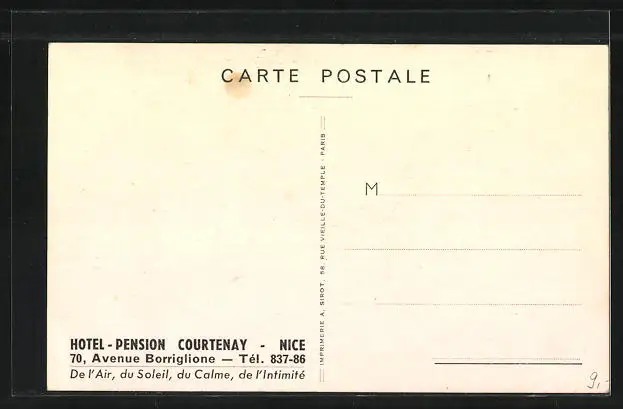 CARTE POSTALE
IMPRIMERIE A. SIROT, 58, RUE VIEILLE-DU-TEMPLE - PARIS
M
HOTEL-PENSION COURTENAY - NICE
70, Avenue Borriglione — Tél. 837-86
De l'Air, du Soleil, du Calme, de l'Intimité
9,-